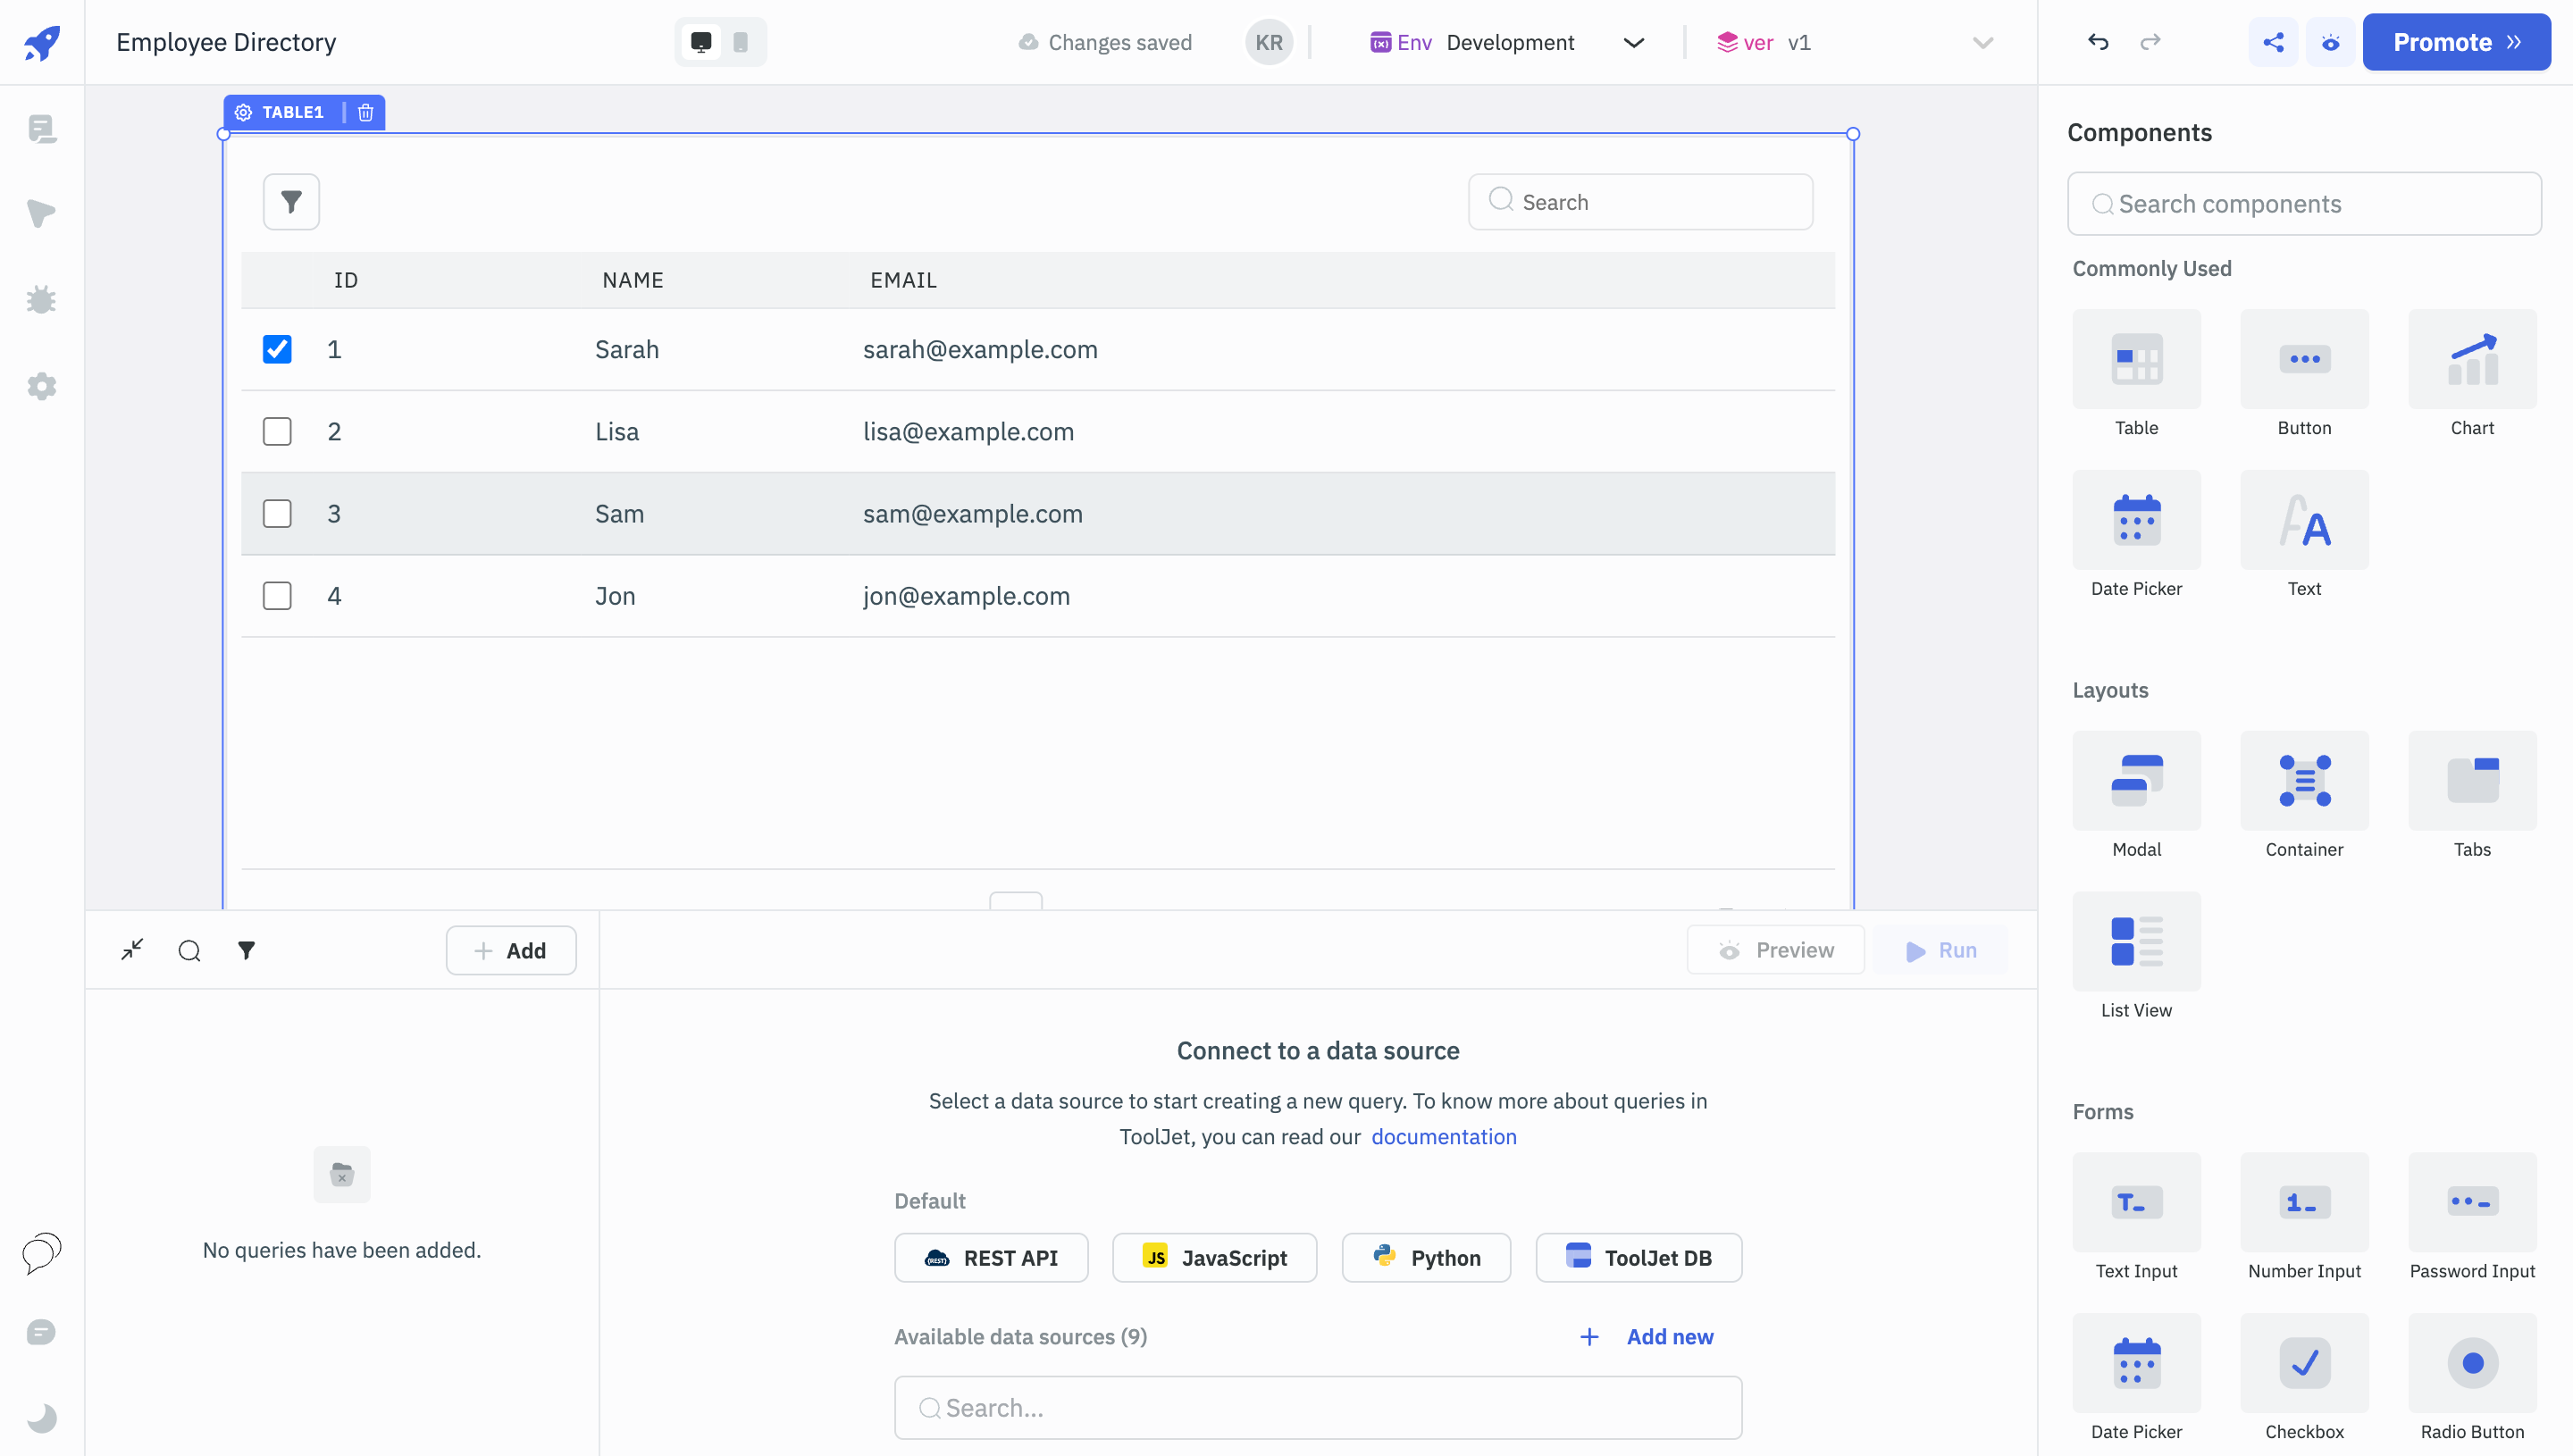 Employee Directory
Changes saved
KR
Env Development
ver v1
Promote
TABLE1
Search
ID NAME EMAIL
1 Sarah sarah@example.com
2 Lisa lisa@example.com
3 Sam sam@example.com
4 Jon jon@example.com
Add
Preview
Run
No queries have been added.
Connect to a data source
Select a data source to start creating a new query. To know more about queries in
ToolJet, you can read our documentation
Default
REST REST API
JS JavaScript
Python
ToolJet DB
Available data sources (9)
+ Add new
Search...
Components
Search components
Commonly Used
Table Button Chart
Date Picker Text
Layouts
Modal Container Tabs
List View
Forms
Text Input Number Input Password Input
Date Picker Checkbox Radio Button